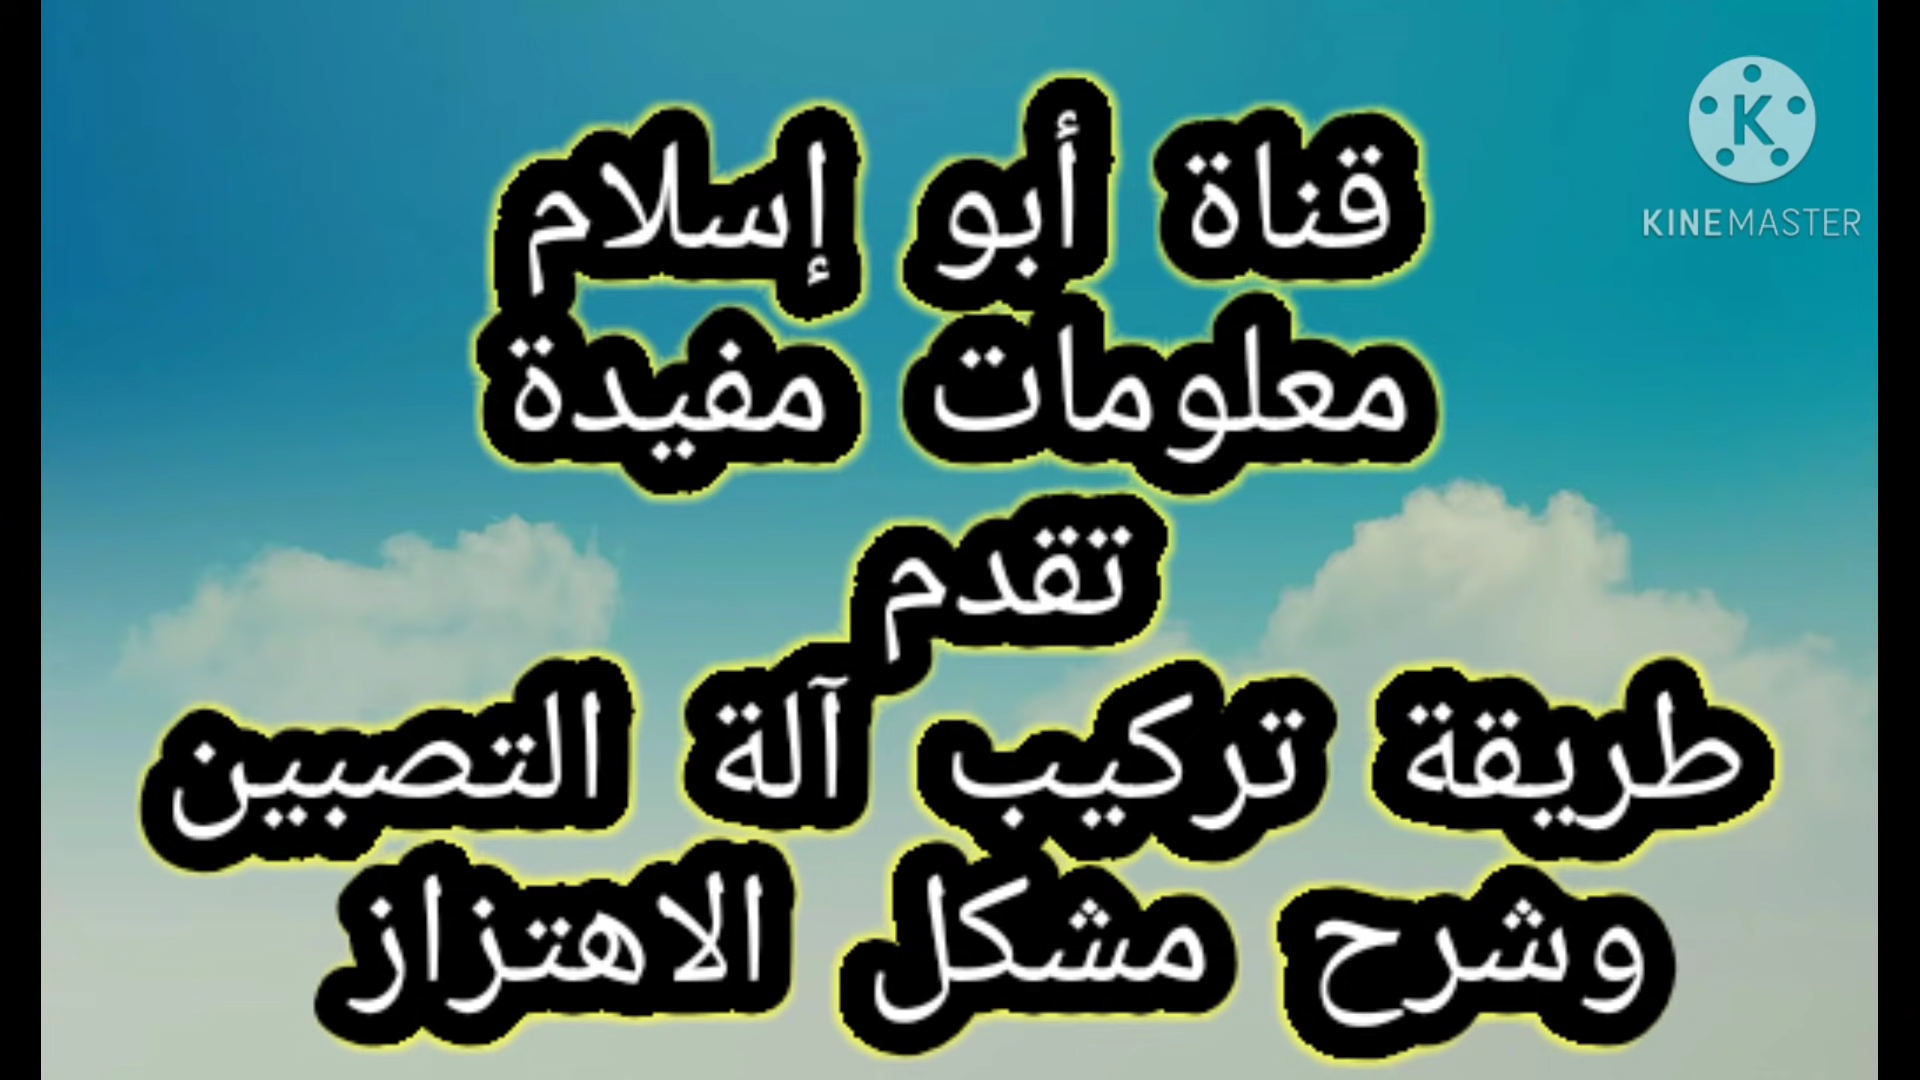 قناة أبو إسلام
معلومات مفيدة
تقدم
طريقة تركيب آلة التصبين
وشرح مشكل الاهتزاز
K
KINEMASTER